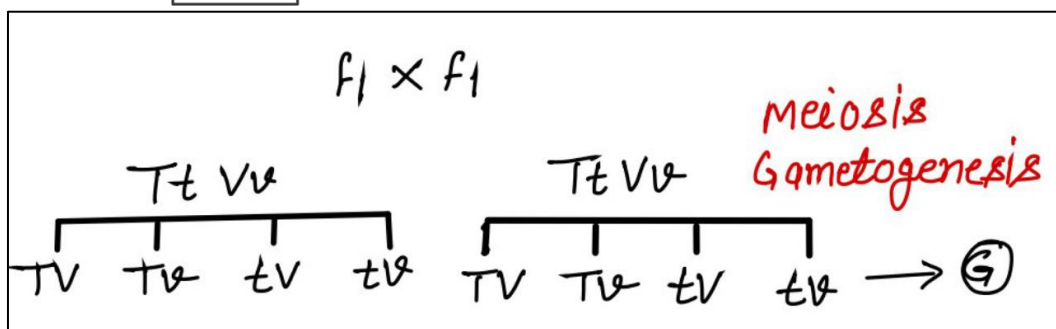 f1 × f1
Meiosis
Gametogenesis
Tt Vv Tt Vv
TV Tv tV tv TV Tv tV tv → G